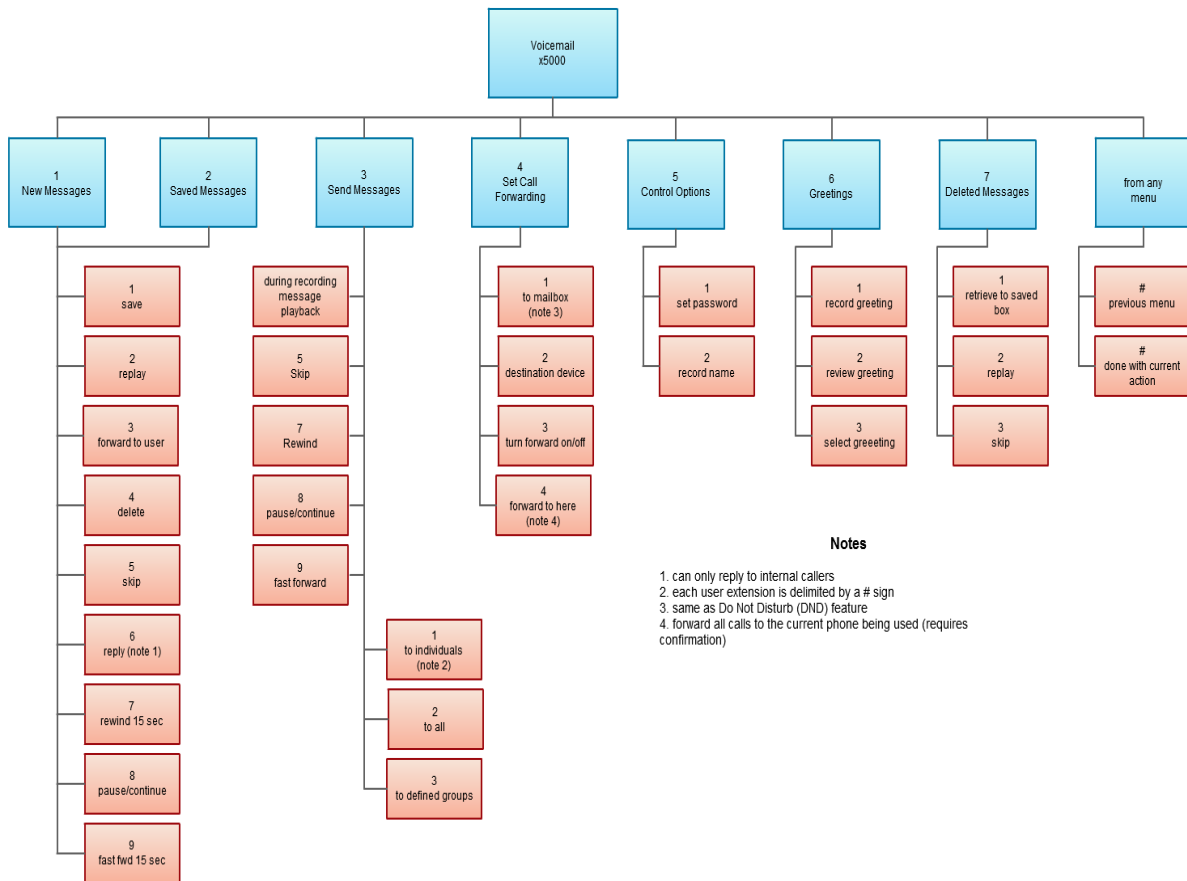 Voicemail
x5000
1
New Messages
2
Saved Messages
3
Send Messages
4
Set Call
Forwarding
5
Control Options
6
Greetings
7
Deleted Messages
from any
menu
1
save
2
replay
3
forward to user
4
delete
5
skip
6
reply (note 1)
7
rewind 15 sec
8
pause/continue
9
fast fwd 15 sec
during recording
message
playback
5
Skip
7
Rewind
8
pause/continue
9
fast forward
1
to individuals
(note 2)
2
to all
3
to defined groups
1
to mailbox
(note 3)
2
destination device
3
turn forward on/off
4
forward to here
(note 4)
1
set password
2
record name
1
record greeting
2
review greeting
3
select greeeting
1
retrieve to saved
box
2
replay
3
skip
#
previous menu
#
done with current
action
Notes
1. can only reply to internal callers
2. each user extension is delimited by a # sign
3. same as Do Not Disturb (DND) feature
4. forward all calls to the current phone being used (requires
confirmation)